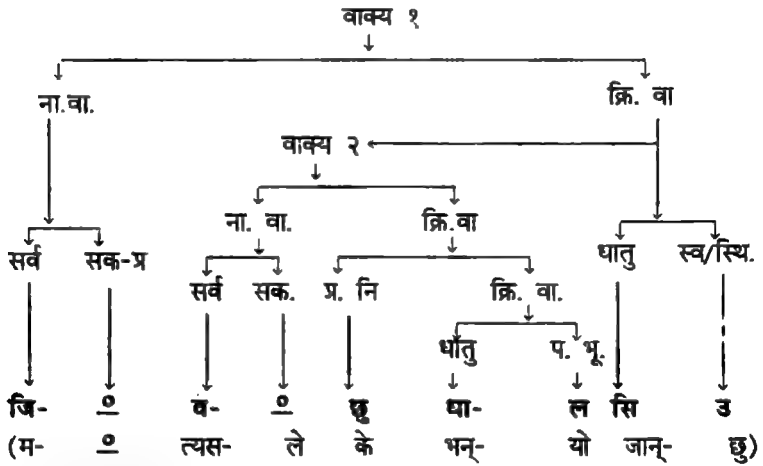 वाक्य १
ना.वा. क्रि. वा
वाक्य २
ना. वा. क्रि.वा
सर्व सक-प्र धातु स्व/स्थि.
सर्व सक. प्र. नि क्रि. वा.
धातु प. भू.
जि- ० व- ० छु धा- ल सि उ
(म- ० त्यस- ले के भन्- यो जान्- छु)